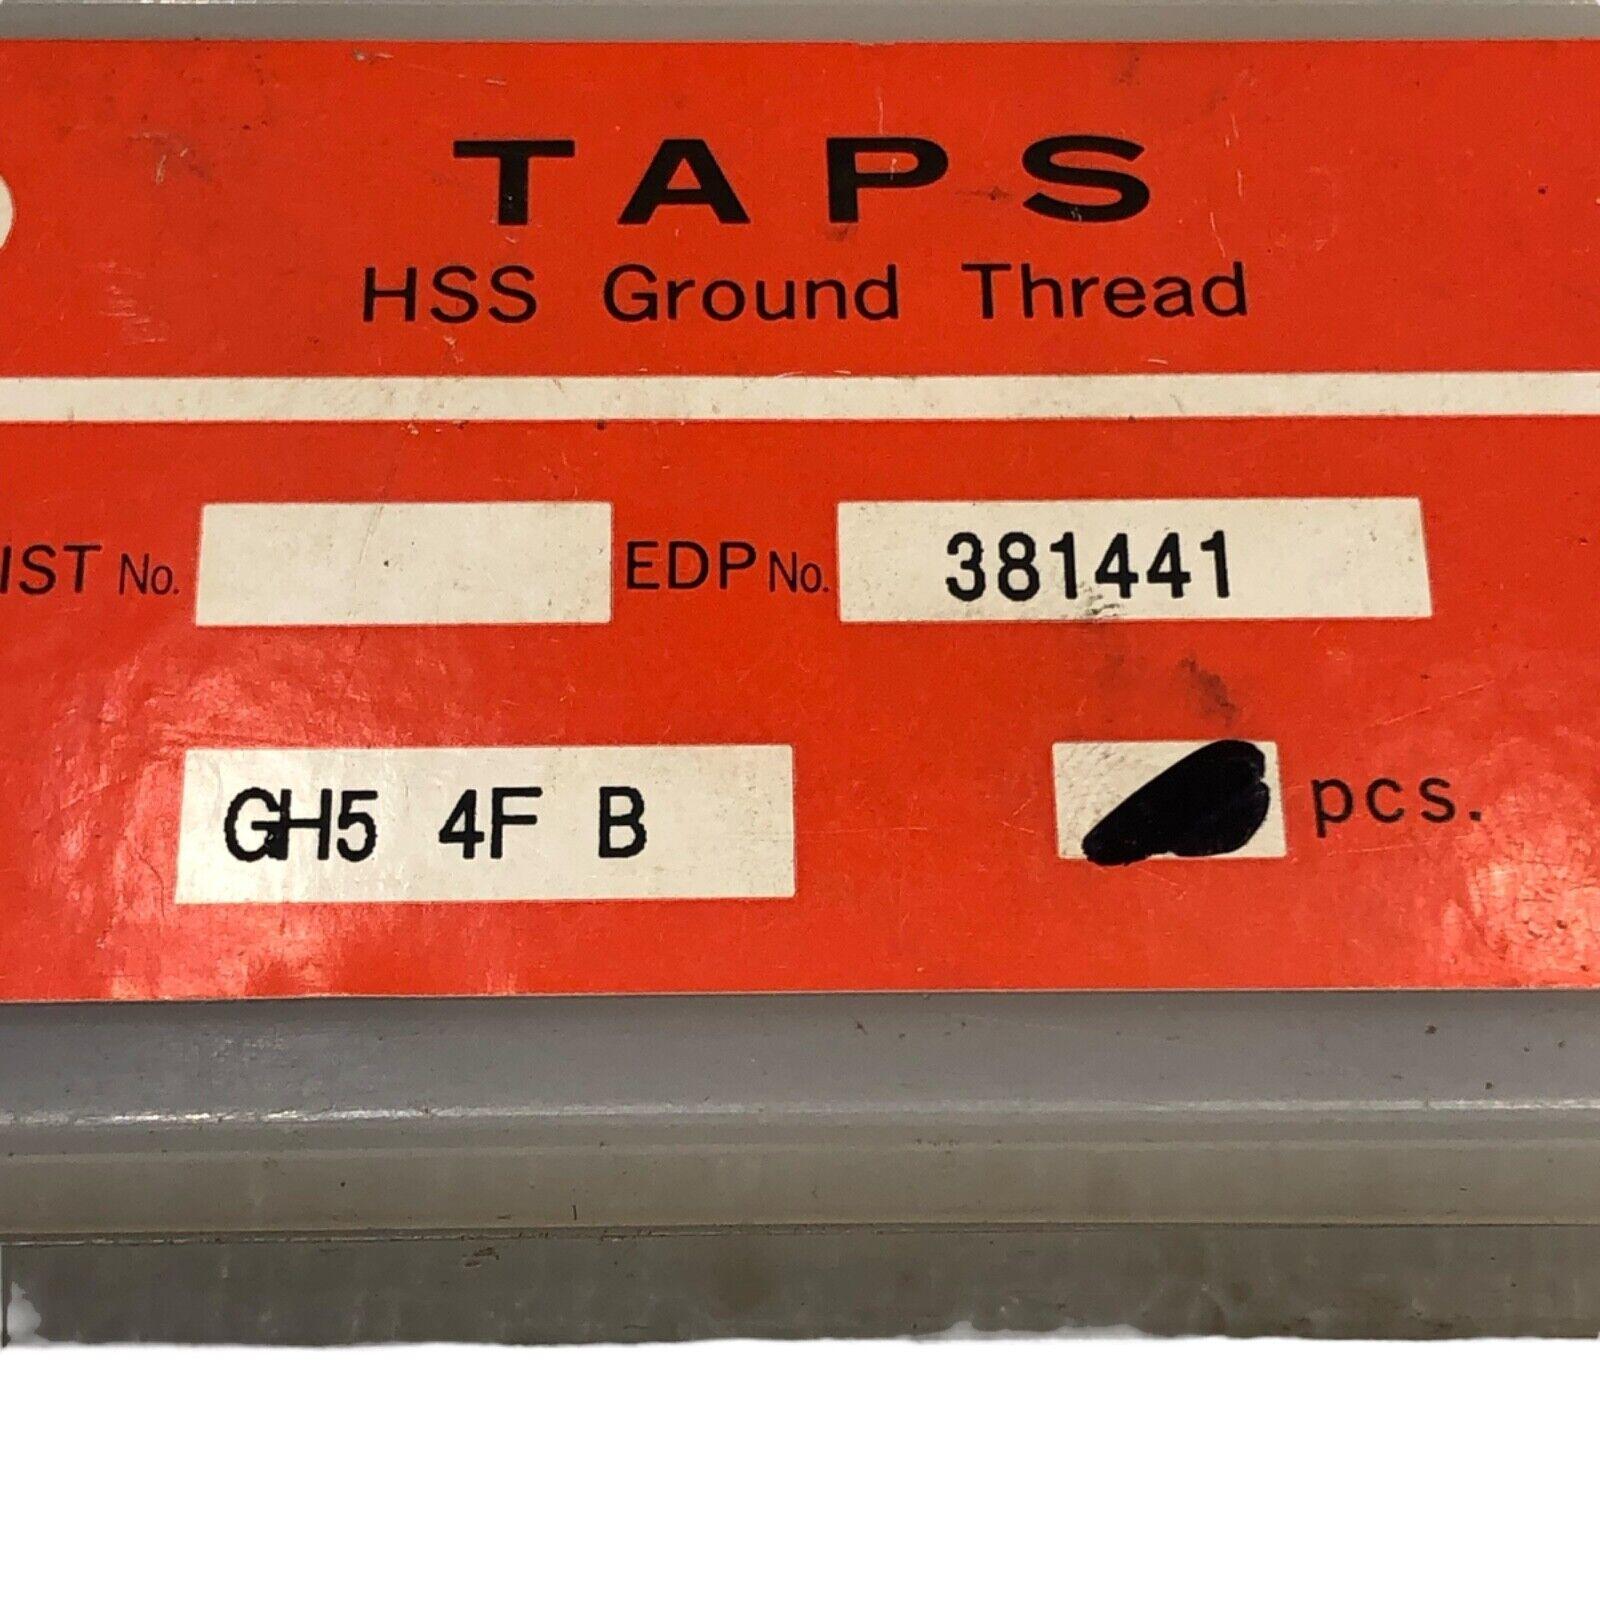 TAPS
HSS Ground Thread
IST No. EDP No. 381441
GH5 4F B pcs.